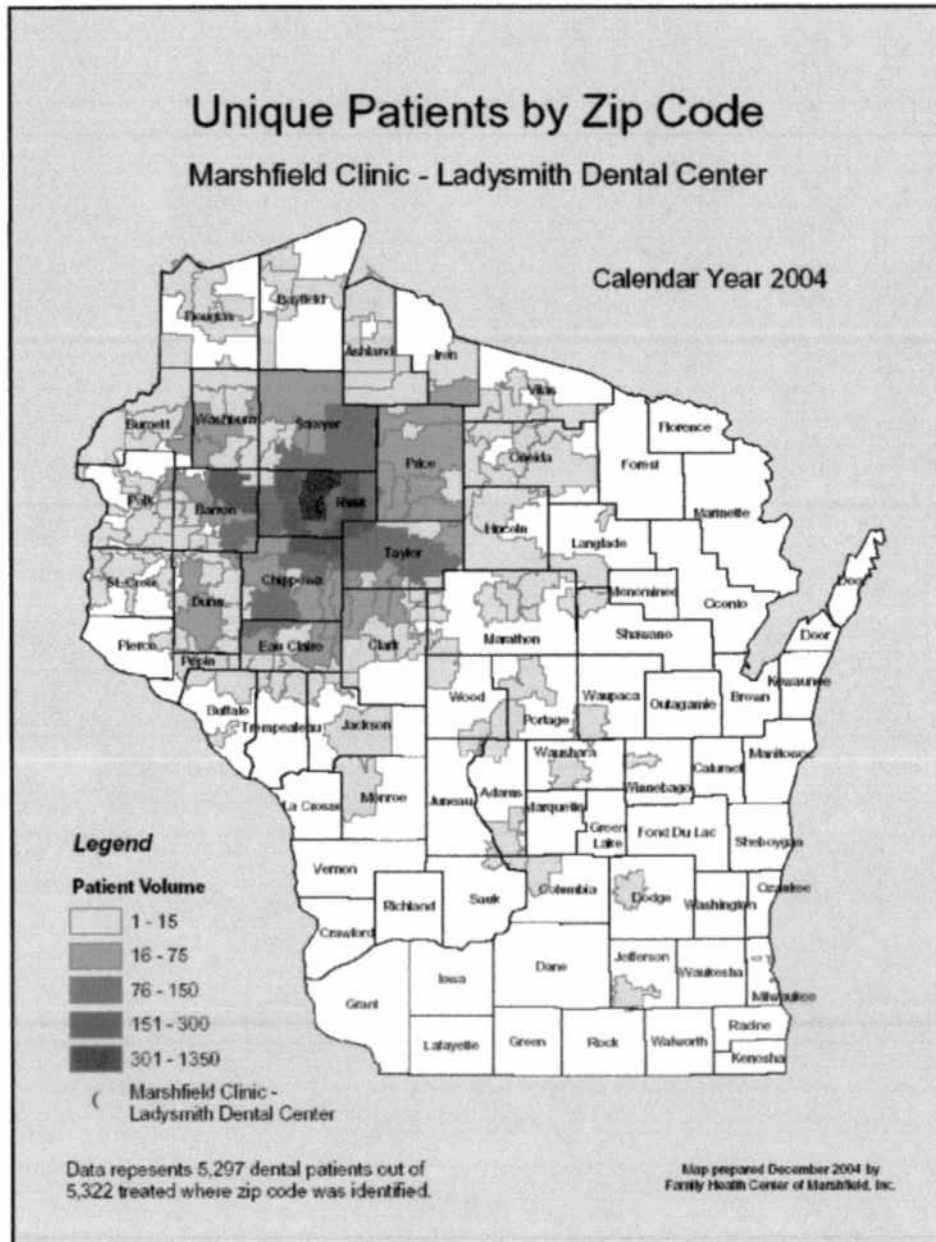 Unique Patients by Zip Code
Marshfield Clinic - Ladysmith Dental Center
Calendar Year 2004
Douglas
Bayfield
Ashland
Iron
Vilas
Burnett
Washburn
Sawyer
Florence
Price
Oneida
Forest
Polk
Barron
Rusk
Marinette
Lincoln
Langlade
Taylor
St. Croix
Chippewa
Menominee
Door
Dunn
Oconto
Pierce
Eau Claire
Clark
Marathon
Shawano
Door
Pepin
Kewaunee
Buffalo
Trempealeau
Jackson
Wood
Portage
Waupaca
Outagamie
Brown
Waushara
Manitowoc
Calumet
Winnebago
La Crosse
Monroe
Juneau
Adams
Marquette
Green
Lake
Fond Du Lac
Sheboygan
Vernon
Richland
Sauk
Columbia
Dodge
Washington
Ozaukee
Crawford
Iowa
Dane
Jefferson
Waukesha
Milwaukee
Grant
Lafayette
Green
Rock
Walworth
Racine
Kenosha
Legend
Patient Volume
1 - 15
16 - 75
76 - 150
151 - 300
301 - 1350
Marshfield Clinic -
Ladysmith Dental Center
Data repesents 5,297 dental patients out of
5,322 treated where zip code was identified.
Map prepared December 2004 by
Family Health Center of Marshfield, Inc.